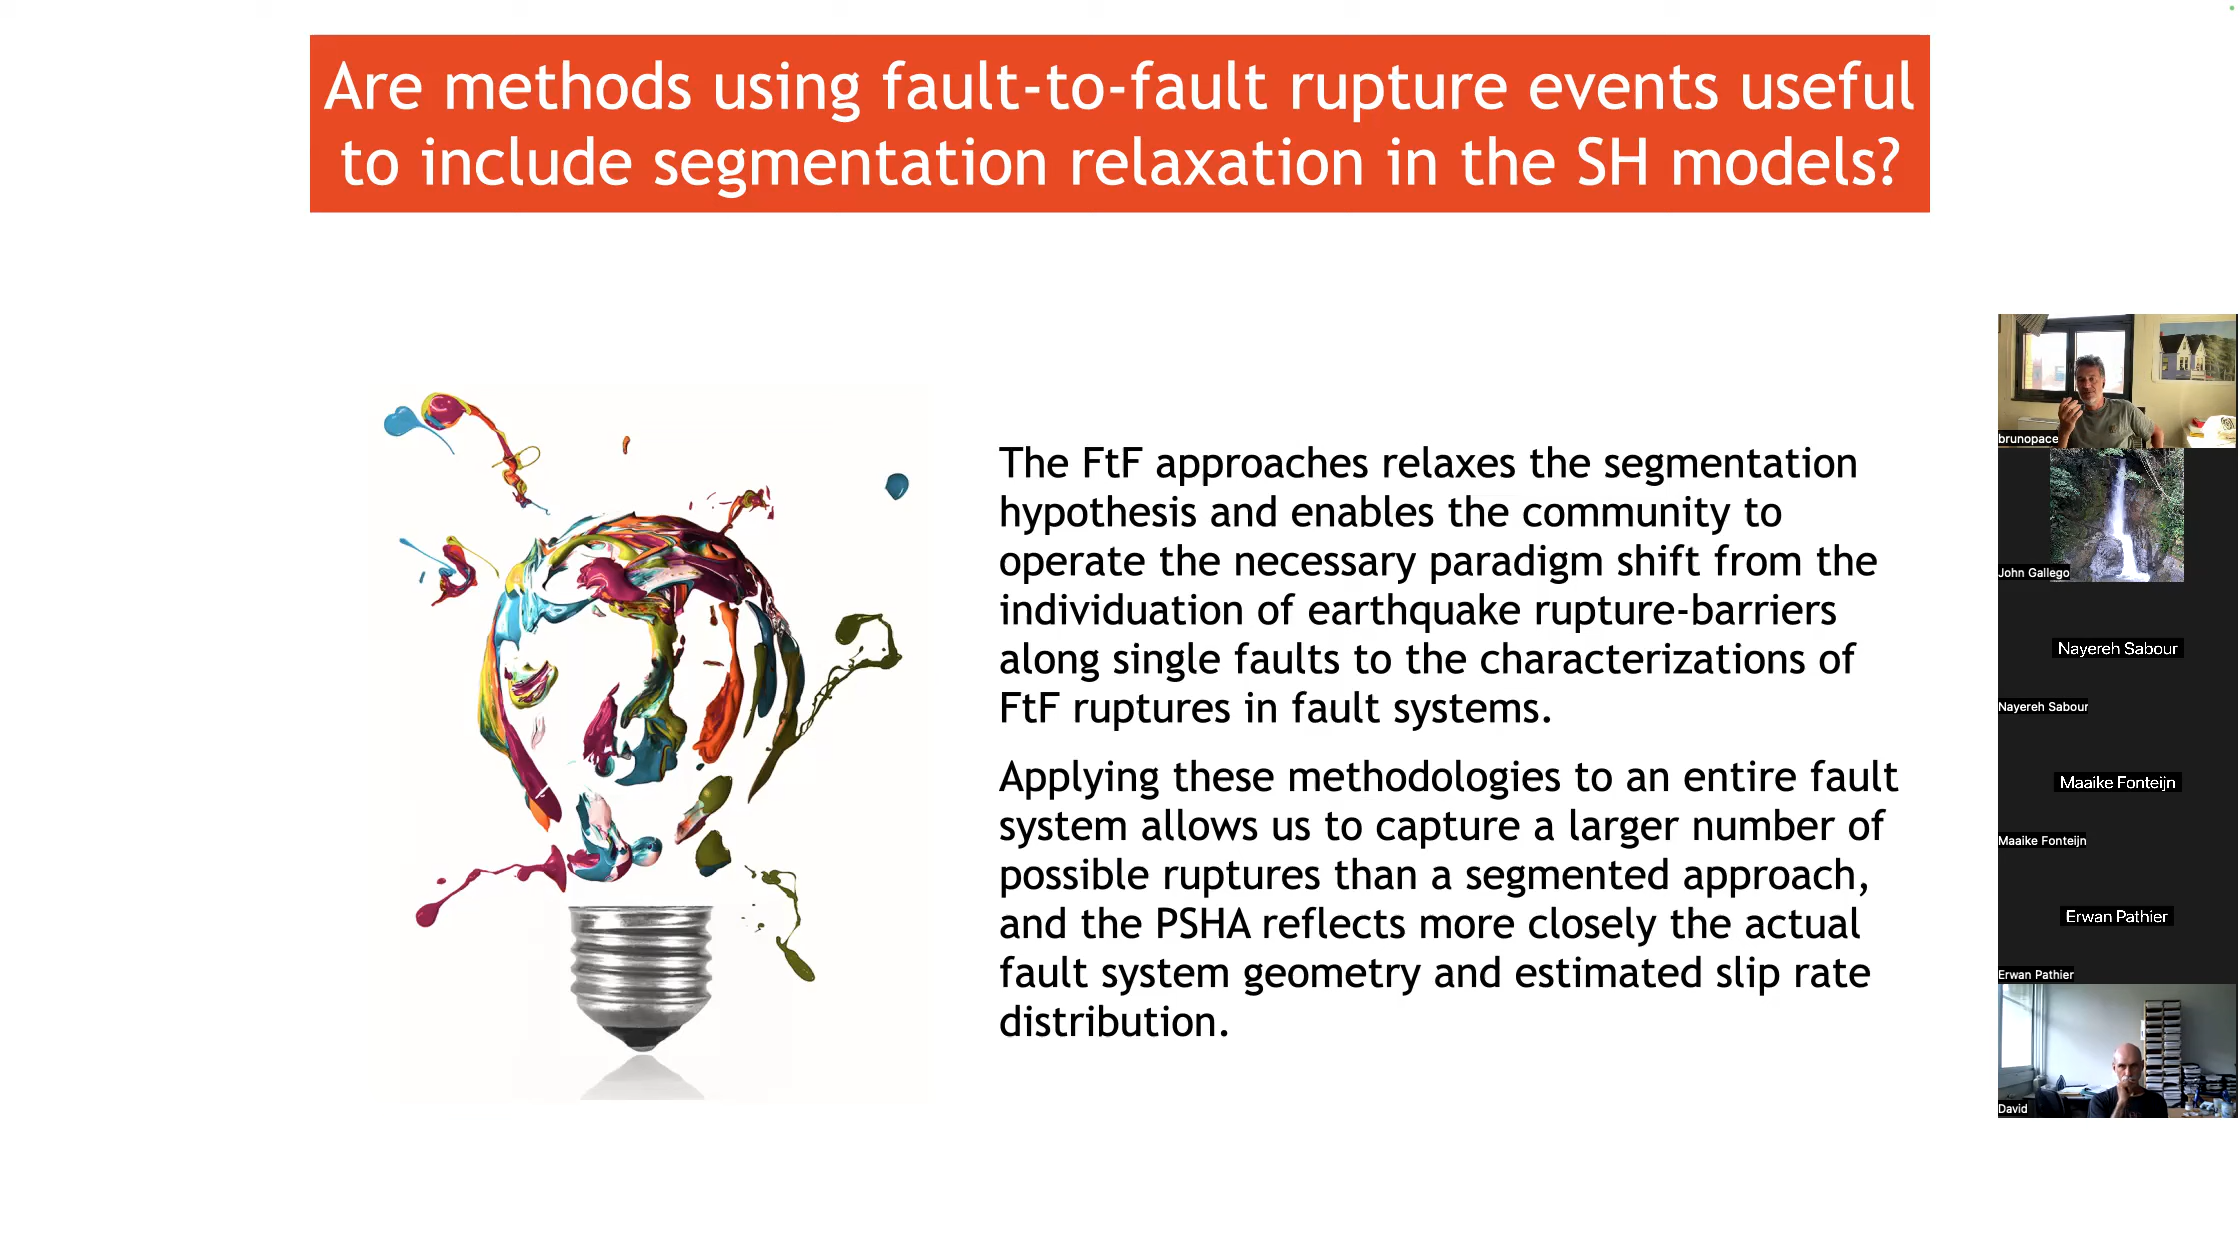 Are methods using fault-to-fault rupture events useful
to include segmentation relaxation in the SH models?
The FtF approaches relaxes the segmentation
hypothesis and enables the community to
operate the necessary paradigm shift from the
individuation of earthquake rupture-barriers
along single faults to the characterizations of
FtF ruptures in fault systems.
Applying these methodologies to an entire fault
system allows us to capture a larger number of
possible ruptures than a segmented approach,
and the PSHA reflects more closely the actual
fault system geometry and estimated slip rate
distribution.
brunopace
John Gallego
Nayereh Sabour
Nayereh Sabour
Maaike Fonteijn
Maaike Fonteijn
Erwan Pathier
Erwan Pathier
David